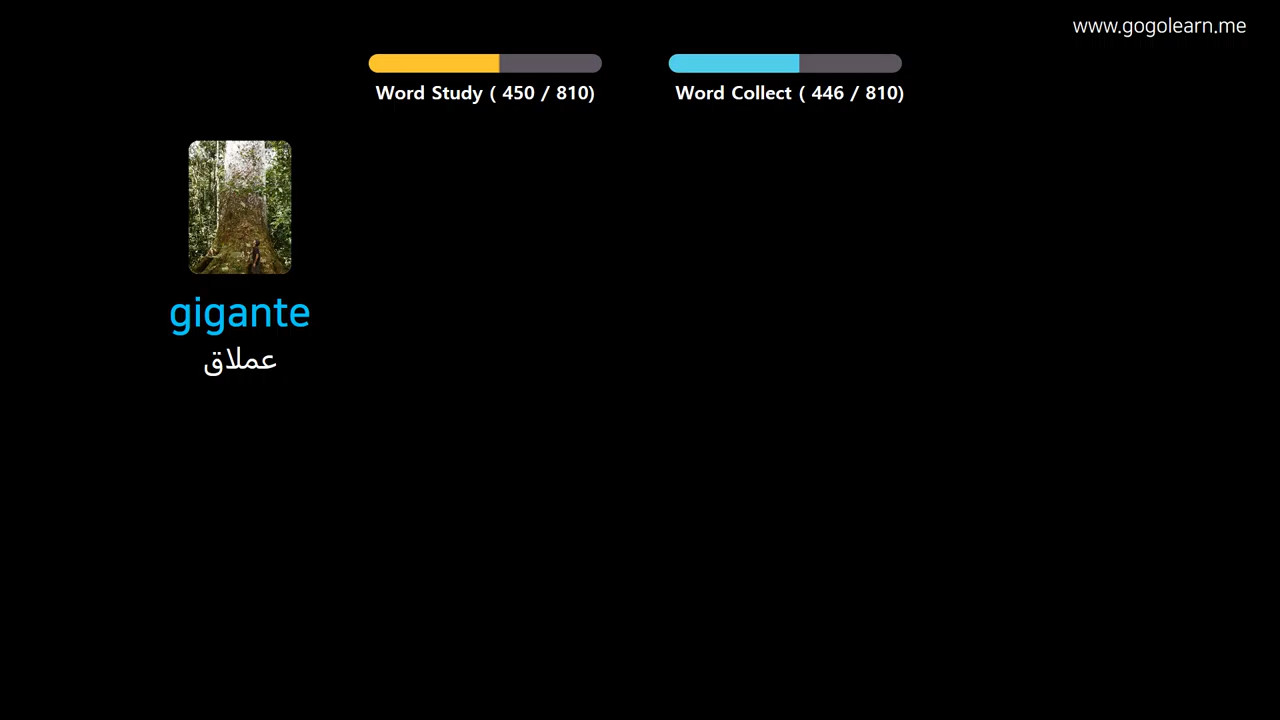 www.gogolearn.me
Word Study ( 450 / 810)
Word Collect ( 446 / 810)
gigante
عملاق